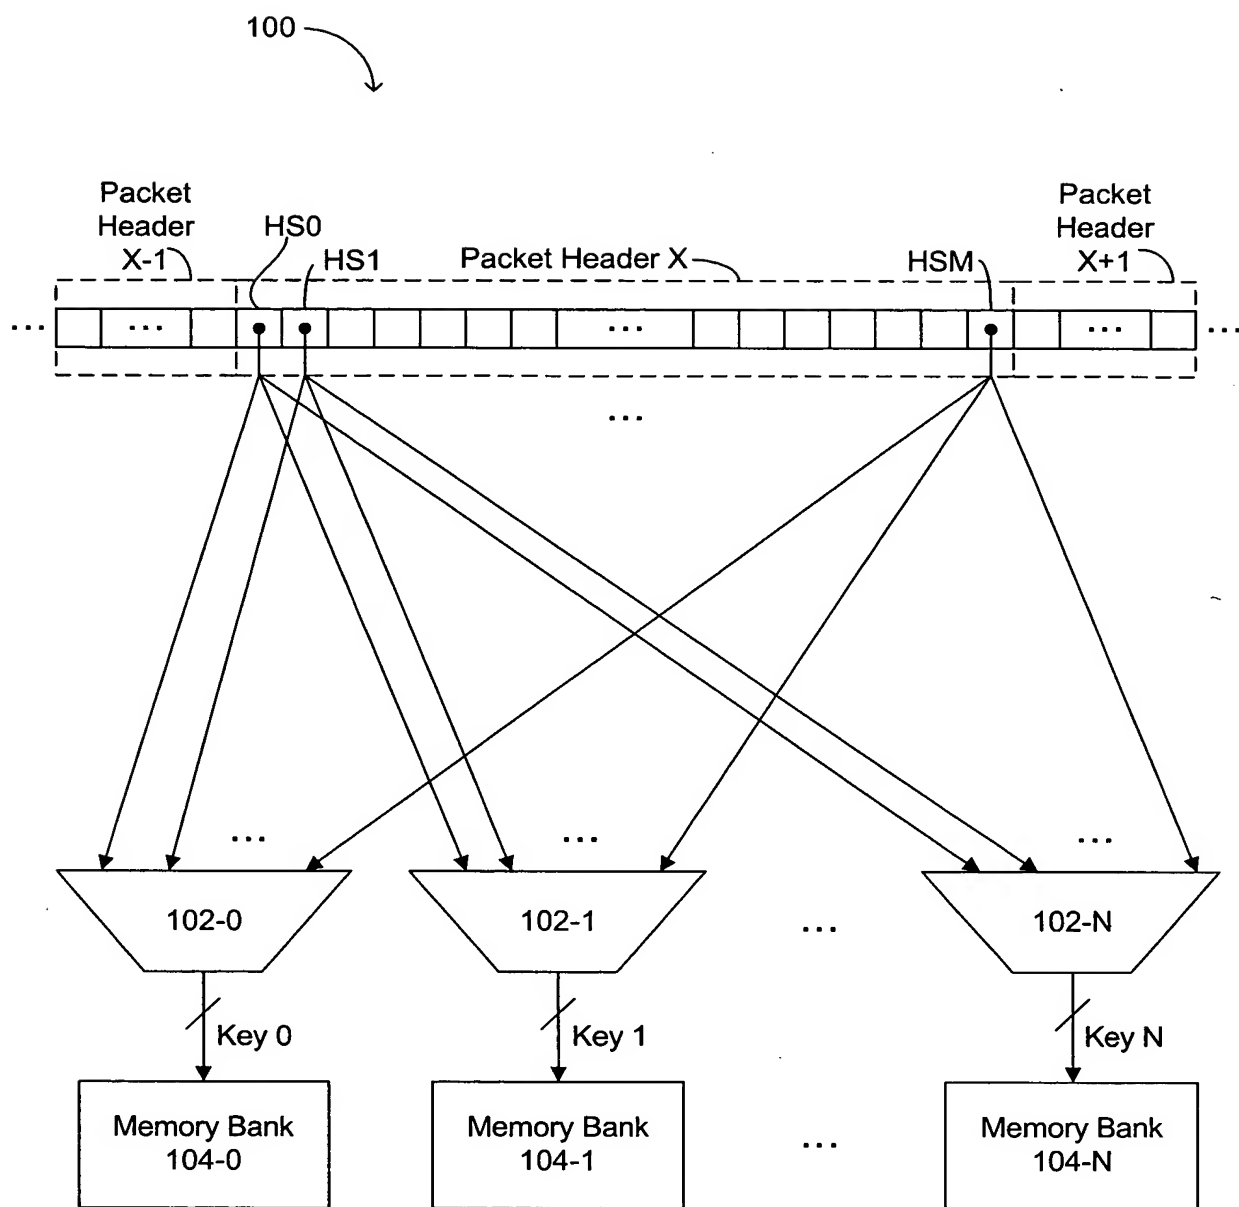 100
Packet
Header
X-1
HS0
HS1
Packet Header X
HSM
Packet
Header
X+1
... ... ... ... ...
...
... ... ...
102-0
102-1
...
102-N
Key 0
Key 1
Key N
Memory Bank
104-0
Memory Bank
104-1
...
Memory Bank
104-N